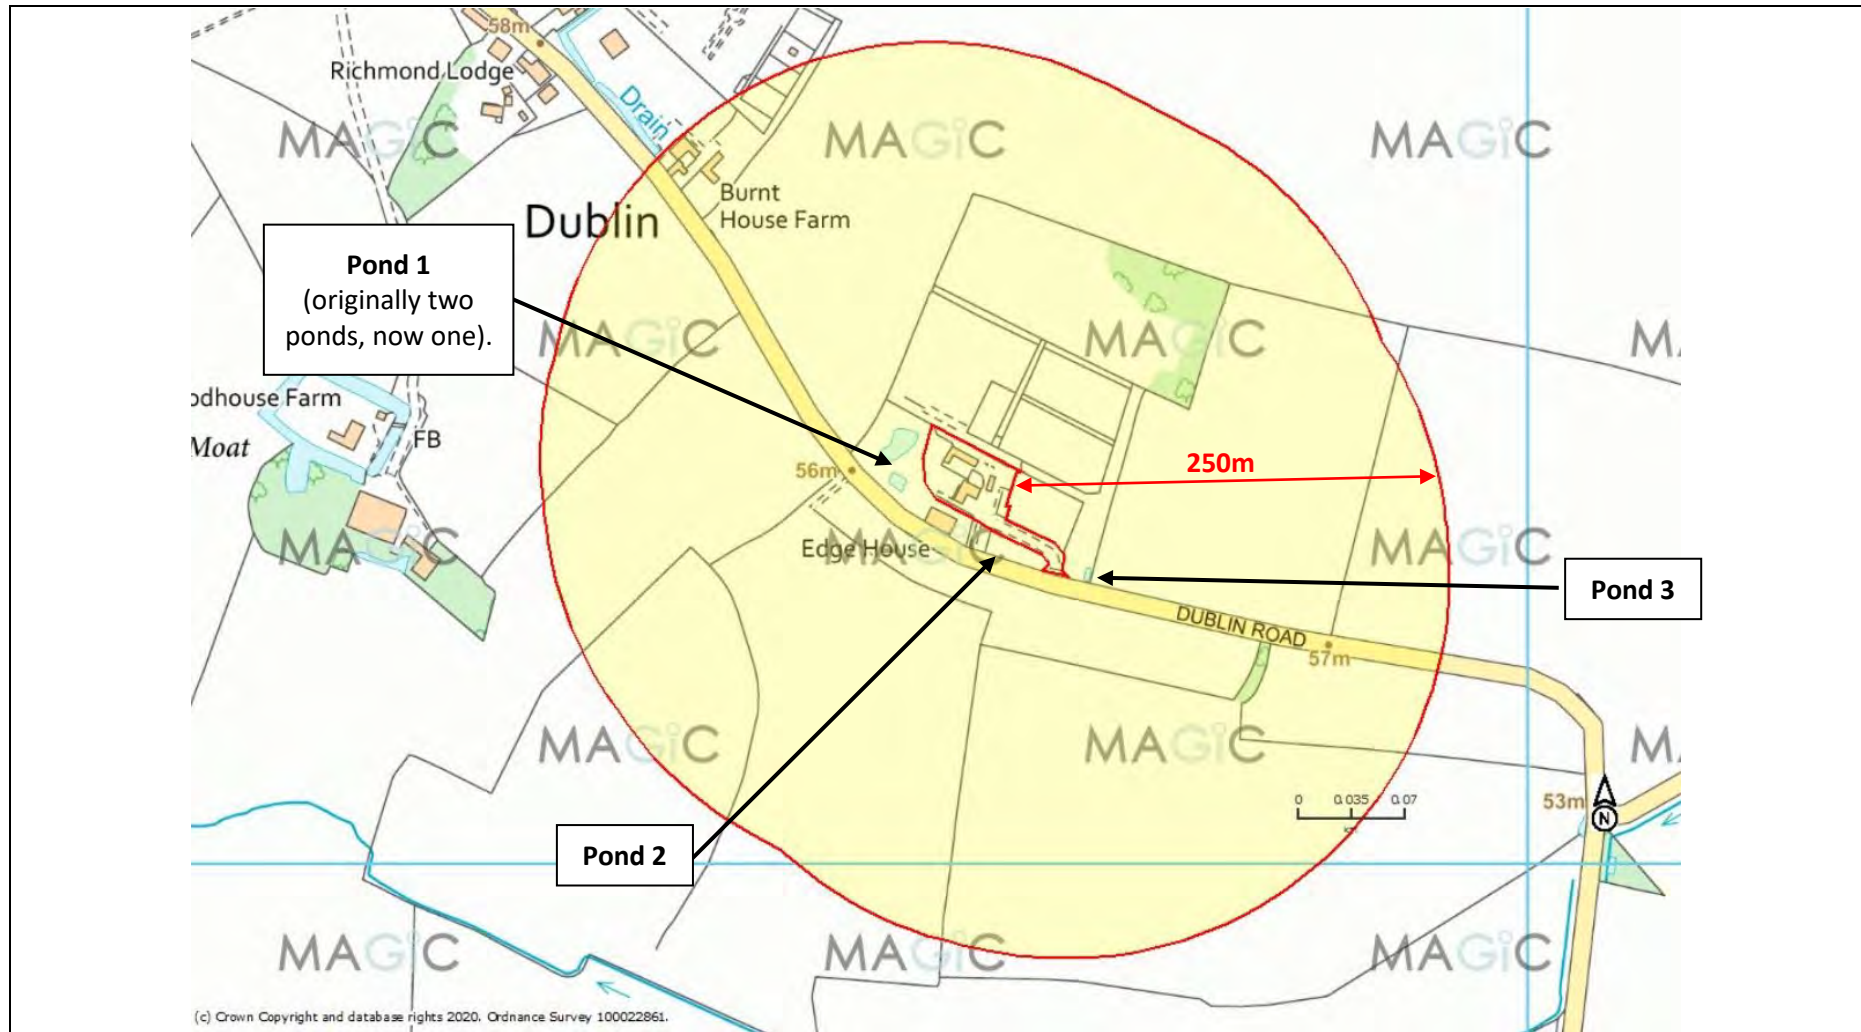 58m
Richmond Lodge
Drain
MAGiC
MAGiC
MAGiC
Burnt
House Farm
Dublin
Pond 1
(originally two
ponds, now one).
MAGiC
MAGiC
M
odhouse Farm
Moat
FB
56m
250m
MAGiC
MAGiC
MAGiC
Edge House
Pond 3
DUBLIN ROAD
57m
MAGiC
MAGiC
M
0 0.035 0.07
53m
N
Pond 2
MAGiC
MAGiC
MAGiC
(c) Crown Copyright and database rights 2020. Ordnance Survey 100022861.